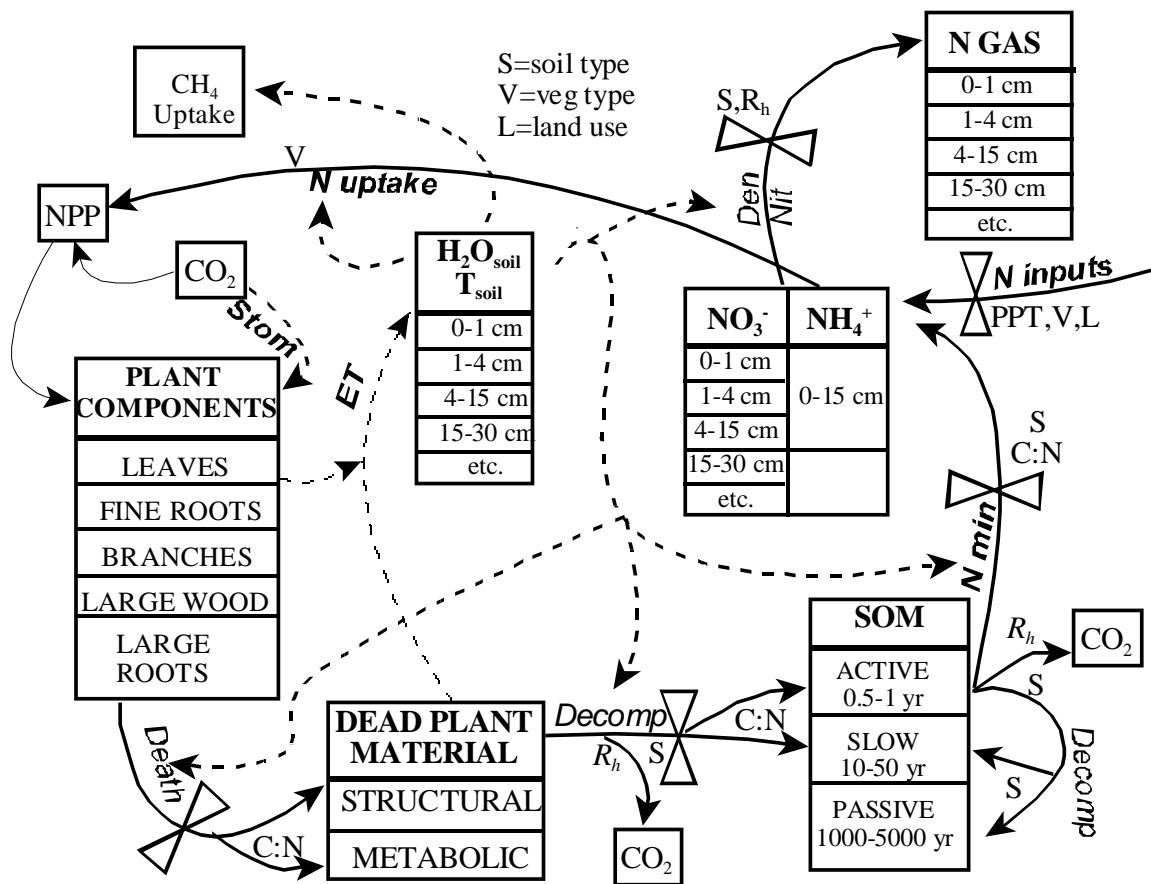 CH₄
Uptake
S=soil type
V=veg type
L=land use
N GAS
0-1 cm
1-4 cm
4-15 cm
15-30 cm
etc.
S,Rₕ
V
N uptake
Den
Nit
NPP
CO₂
Stom
H₂Osoil
Tsoil
0-1 cm
1-4 cm
4-15 cm
15-30 cm
etc.
ET
N inputs
PPT,V,L
NO₃⁻
NH₄⁺
0-1 cm
1-4 cm
4-15 cm
15-30 cm
etc.
0-15 cm
PLANT
COMPONENTS
LEAVES
FINE ROOTS
BRANCHES
LARGE WOOD
LARGE
ROOTS
S
C:N
N min
SOM
ACTIVE
0.5-1 yr
SLOW
10-50 yr
PASSIVE
1000-5000 yr
Rₕ
CO₂
S
S
Decomp
Death
C:N
DEAD PLANT
MATERIAL
STRUCTURAL
METABOLIC
Decomp
Rₕ
S
C:N
CO₂